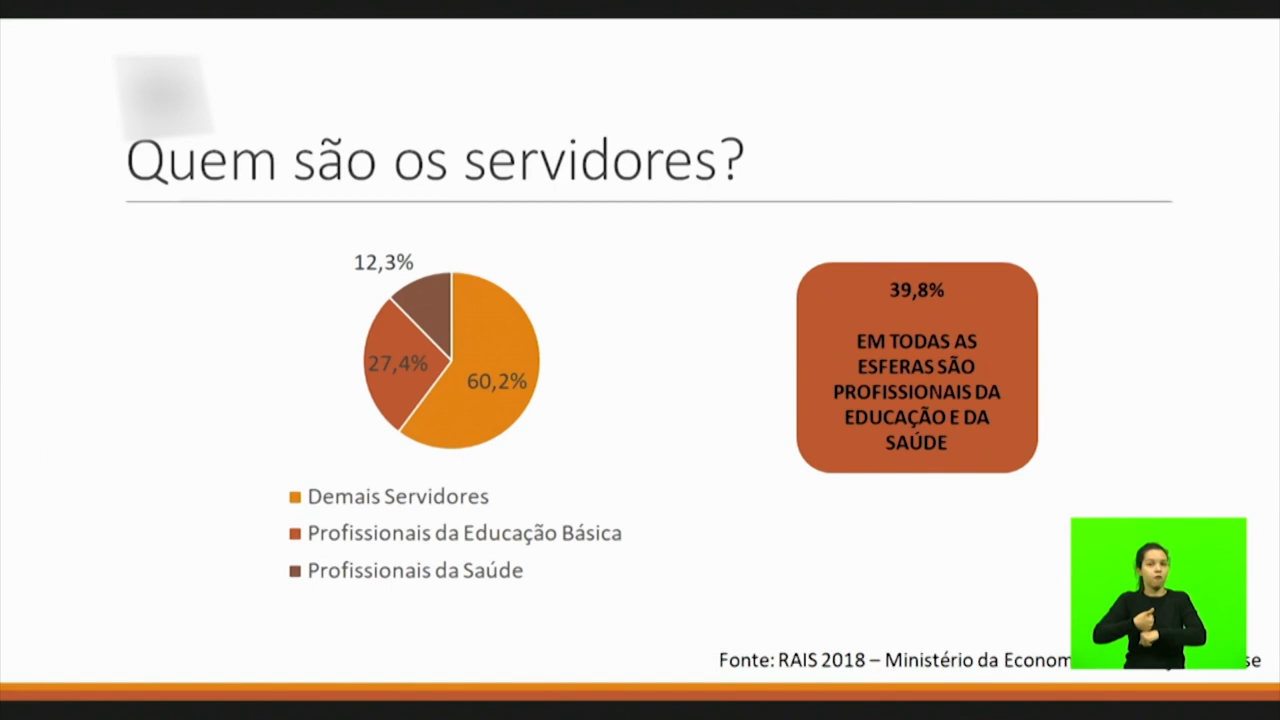 Quem são os servidores?
12,3%
27,4%
60,2%
Demais Servidores
Profissionais da Educação Básica
Profissionais da Saúde
39,8%
EM TODAS AS
ESFERAS SÃO
PROFISSIONAIS DA
EDUCAÇÃO E DA
SAÚDE
Fonte: RAIS 2018 – Ministério da